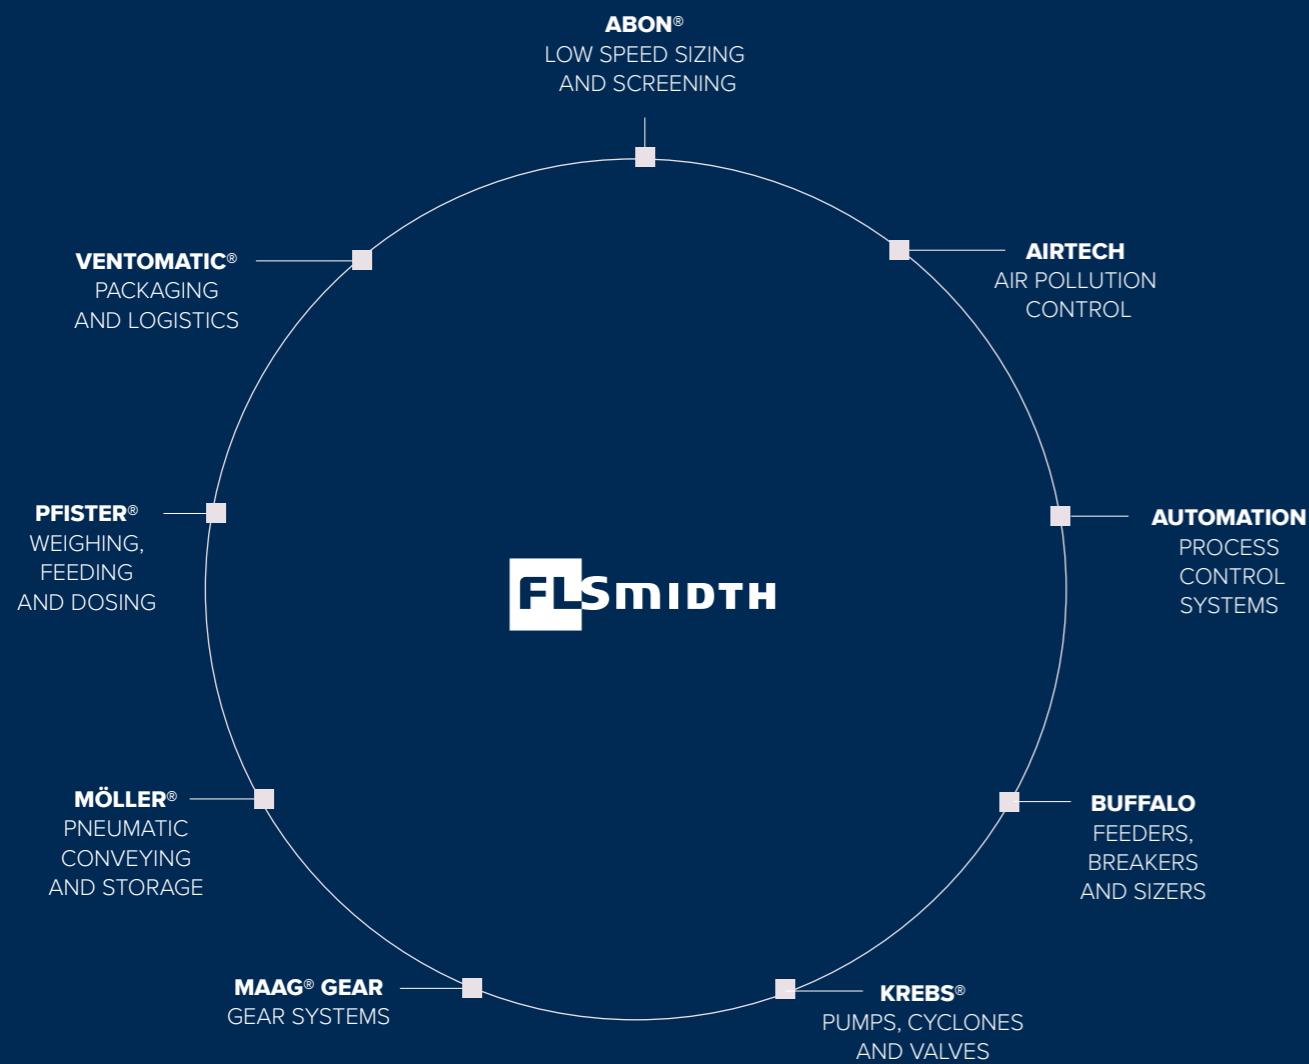 ABON®
LOW SPEED SIZING
AND SCREENING
AIRTECH
AIR POLLUTION
CONTROL
AUTOMATION
PROCESS
CONTROL
SYSTEMS
BUFFALO
FEEDERS,
BREAKERS
AND SIZERS
KREBS®
PUMPS, CYCLONES
AND VALVES
MAAG® GEAR
GEAR SYSTEMS
MÖLLER®
PNEUMATIC
CONVEYING
AND STORAGE
PFISTER®
WEIGHING,
FEEDING
AND DOSING
VENTOMATIC®
PACKAGING
AND LOGISTICS
FLSMIDTH